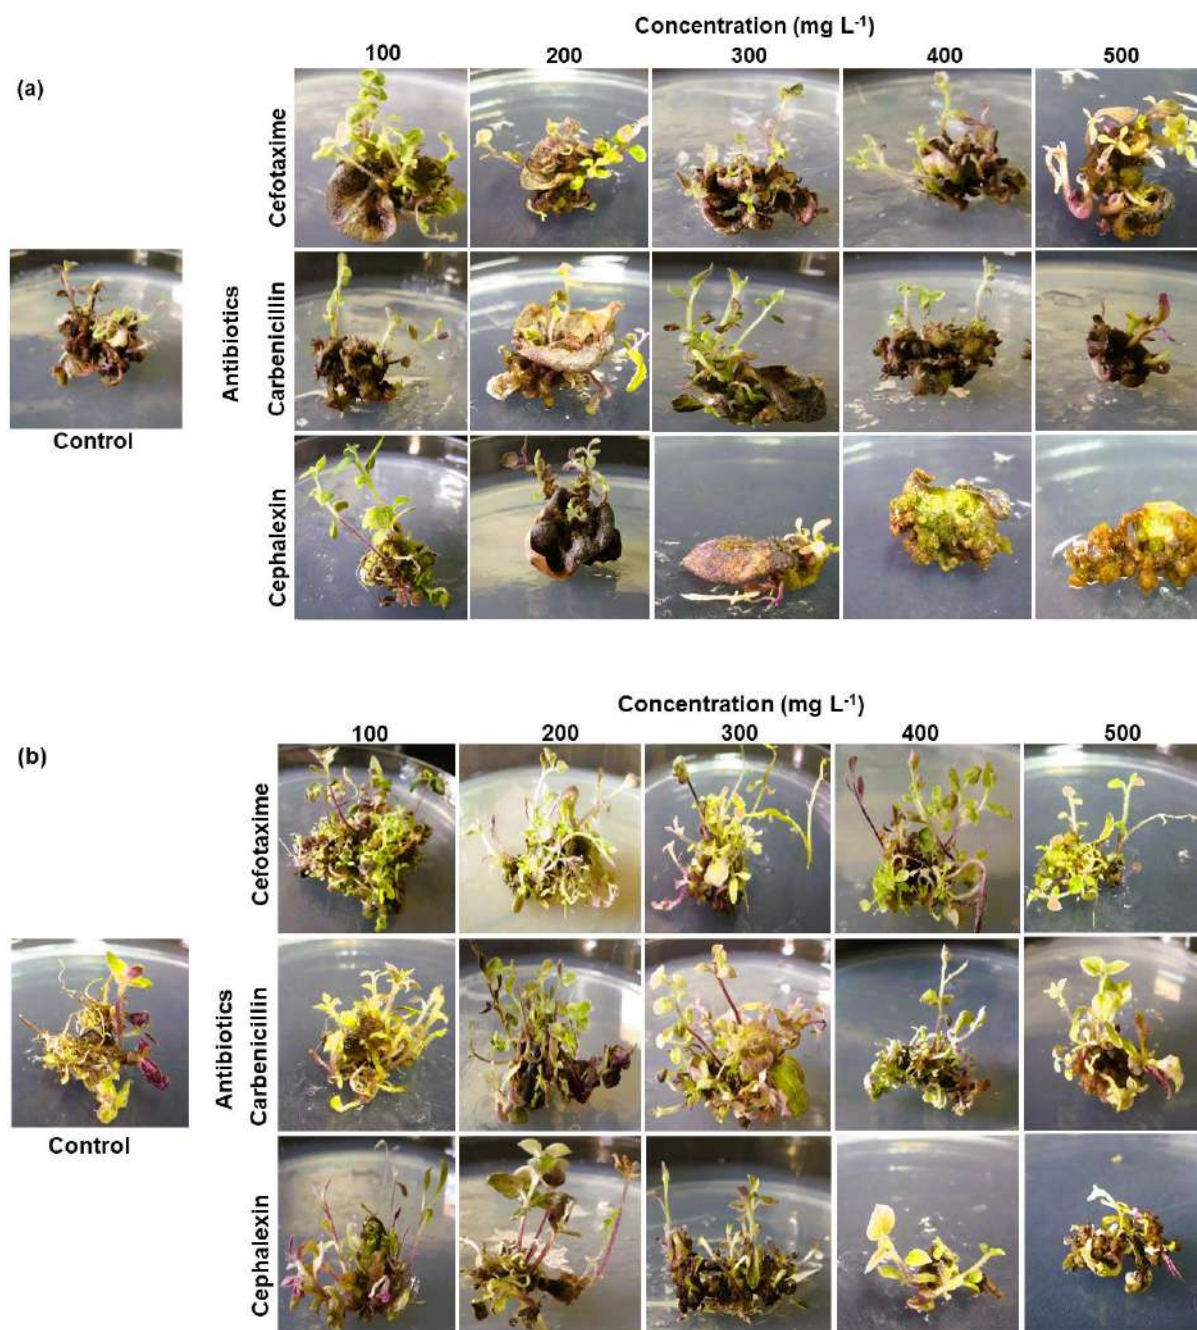 Concentration (mg L⁻¹)
100 200 300 400 500
(a)
Cefotaxime
Antibiotics
Carbenicillin
Control
Cephalexin
Concentration (mg L⁻¹)
100 200 300 400 500
(b)
Cefotaxime
Antibiotics
Carbenicillin
Control
Cephalexin